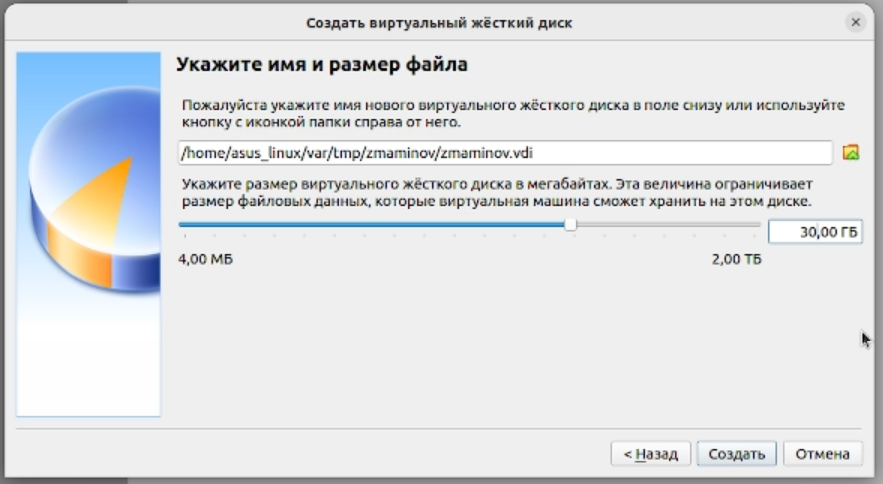 Создать виртуальный жёсткий диск
Укажите имя и размер файла
Пожалуйста укажите имя нового виртуального жёсткого диска в поле снизу или используйте
кнопку с иконкой папки справа от него.
/home/asus_linux/var/tmp/zmaminov/zmaminov.vdi
Укажите размер виртуального жёсткого диска в мегабайтах. Эта величина ограничивает
размер файловых данных, которые виртуальная машина сможет хранить на этом диске.
30,00 ГБ
4,00 МБ 2,00 ТБ
< Назад Создать Отмена